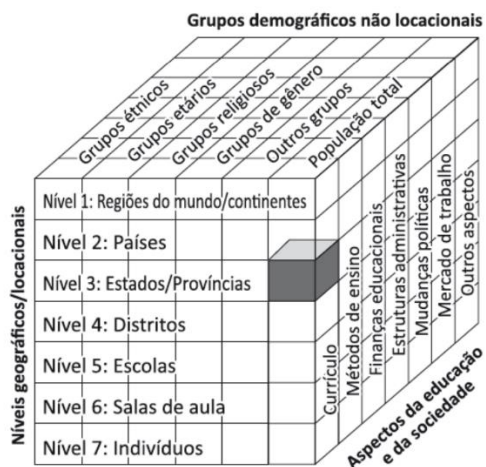 Grupos demográficos não locacionais
Grupos étnicos
Grupos etários
Grupos religiosos
Grupos de gênero
Outros grupos
População total
Níveis geográficos/locacionais
Nível 1: Regiões do mundo/continentes
Nível 2: Países
Nível 3: Estados/Províncias
Nível 4: Distritos
Nível 5: Escolas
Nível 6: Salas de aula
Nível 7: Indivíduos
Currículo
Métodos de ensino
Finanças educacionais
Estruturas administrativas
Mudanças políticas
Mercado de trabalho
Outros aspectos
Aspectos da educação
e da sociedade